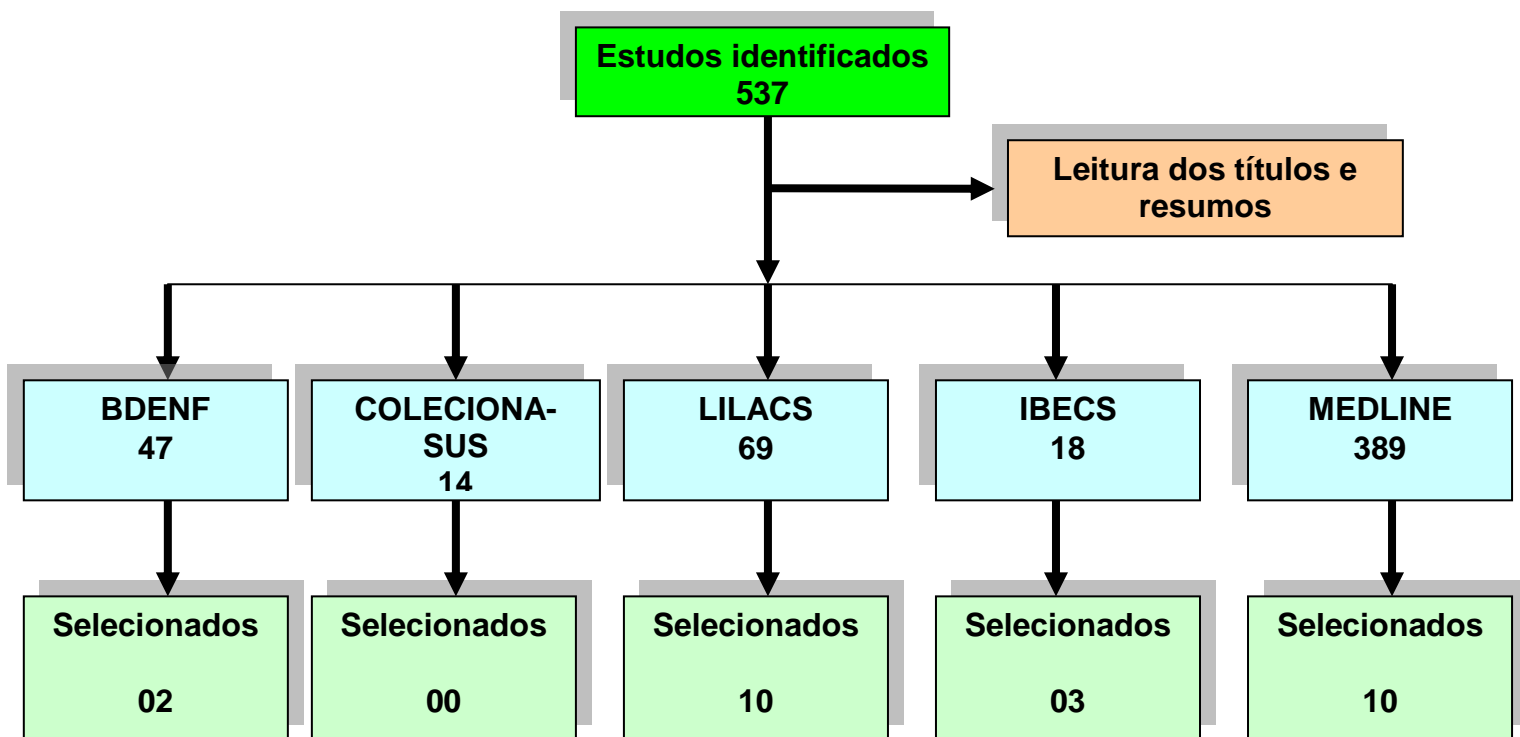 Estudos identificados
537
Leitura dos títulos e
resumos
BDENF
47
COLECIONA-
SUS
14
LILACS
69
IBECS
18
MEDLINE
389
Selecionados
02
Selecionados
00
Selecionados
10
Selecionados
03
Selecionados
10